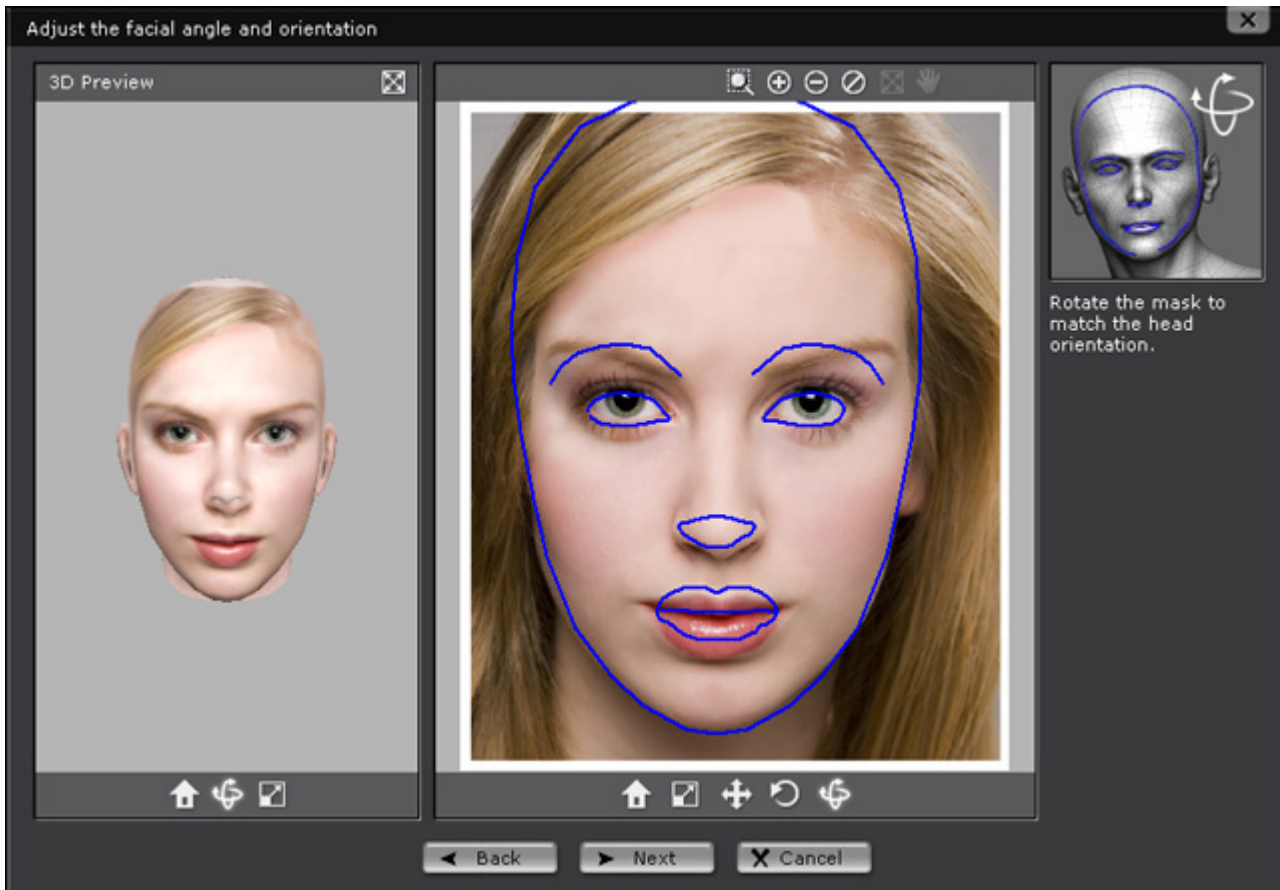 Adjust the facial angle and orientation
3D Preview
Rotate the mask to
match the head
orientation.
Back
Next
Cancel